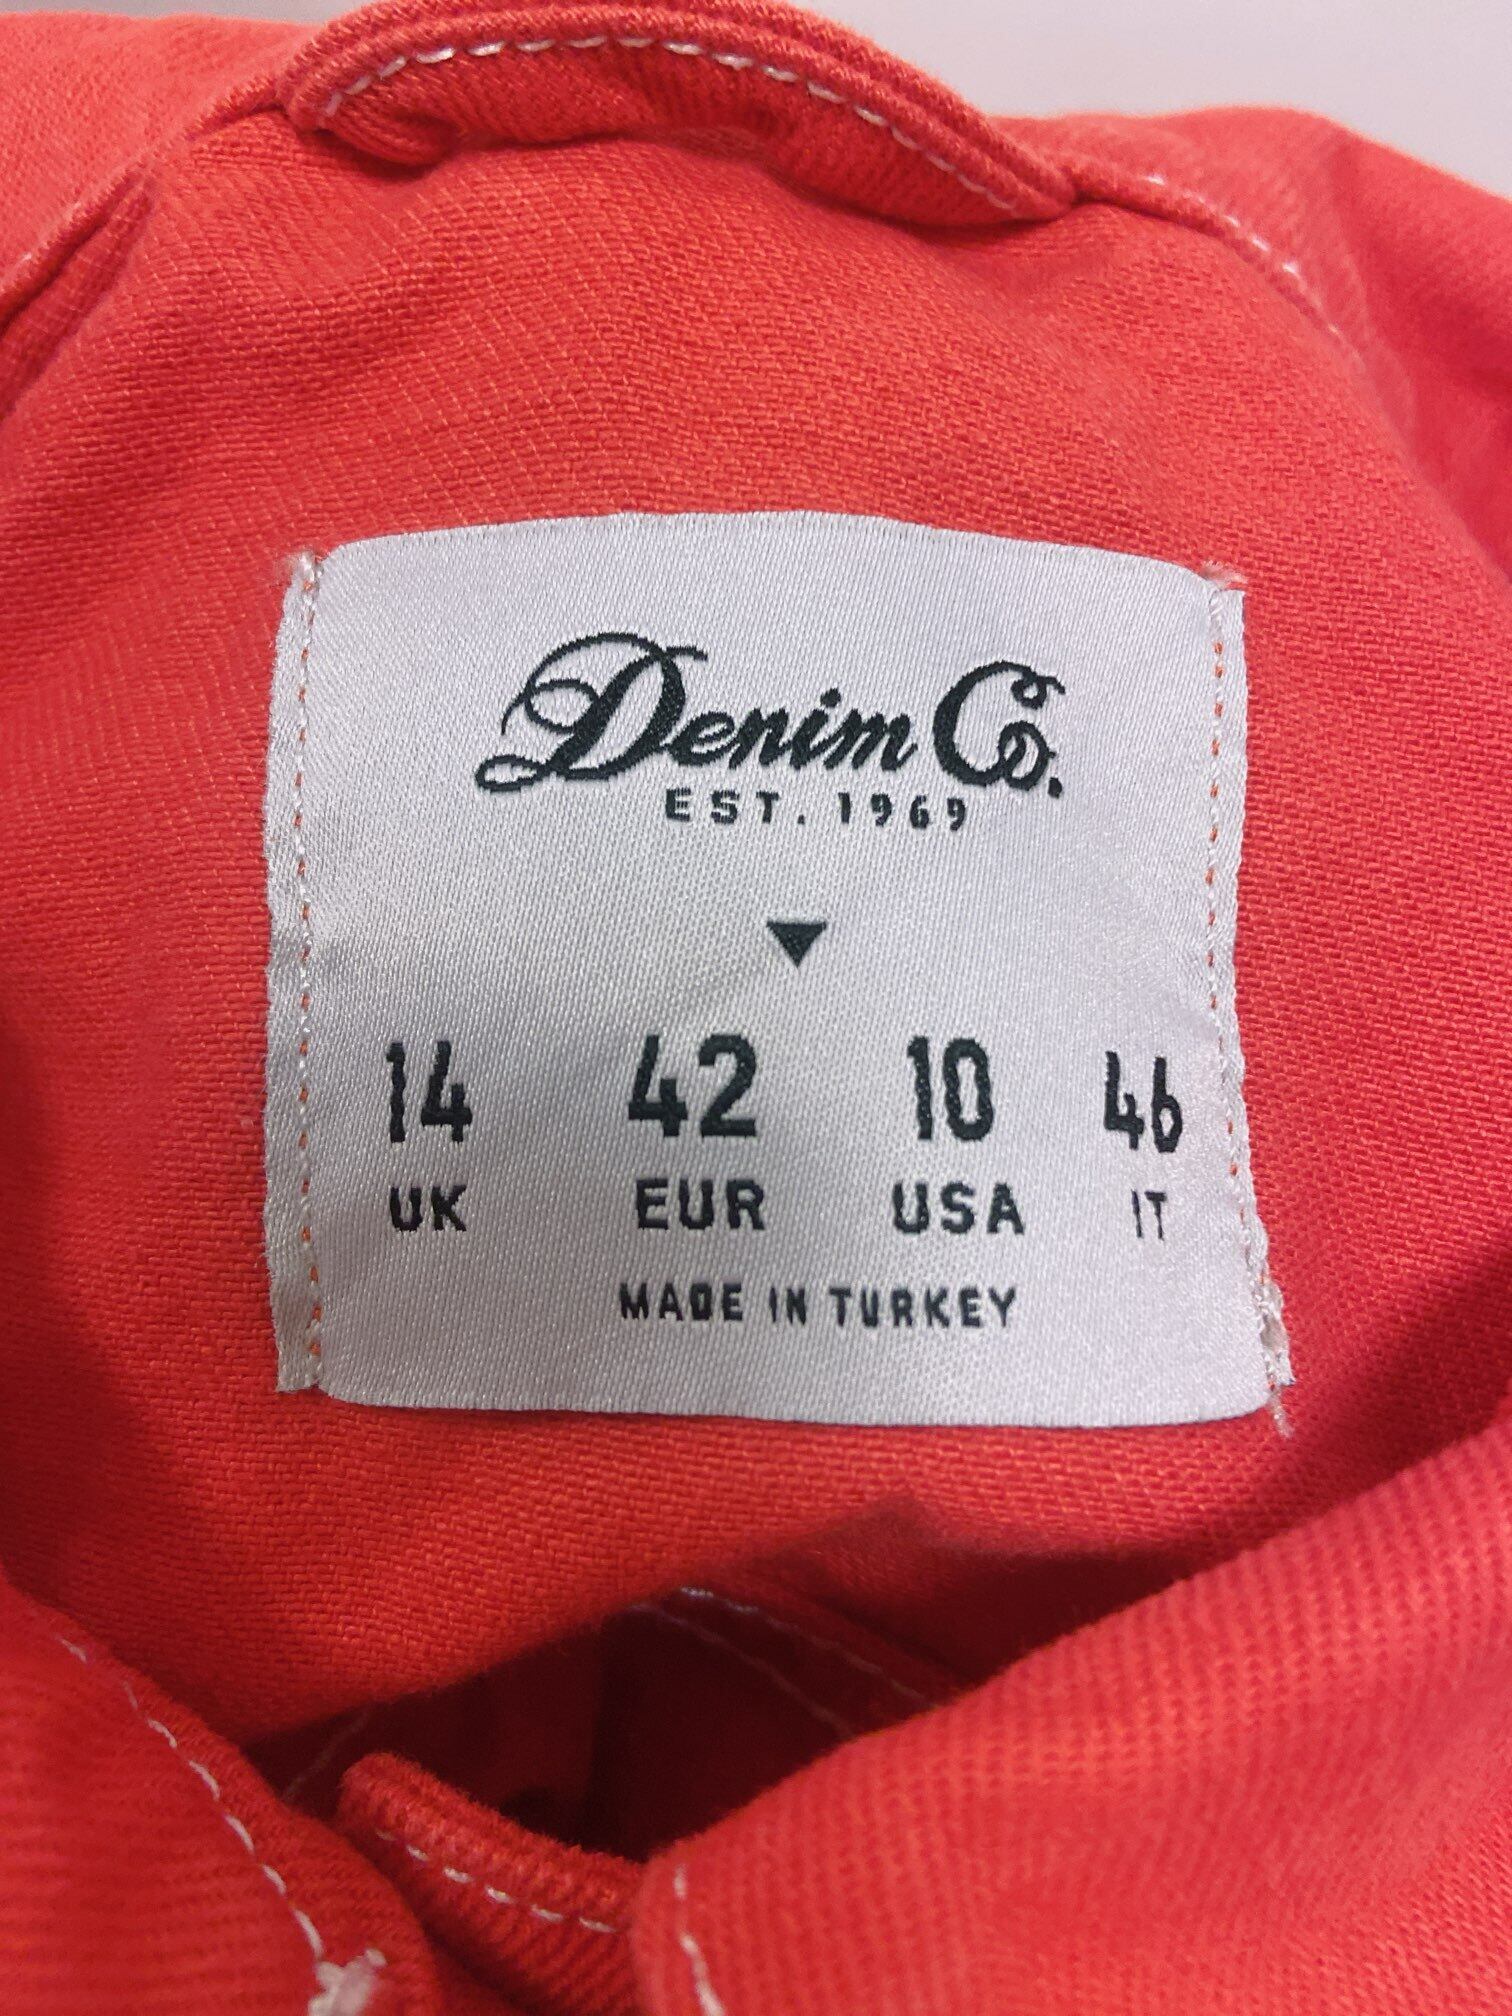 Denim Co.
EST. 1969
14 42 10 46
UK EUR USA IT
MADE IN TURKEY